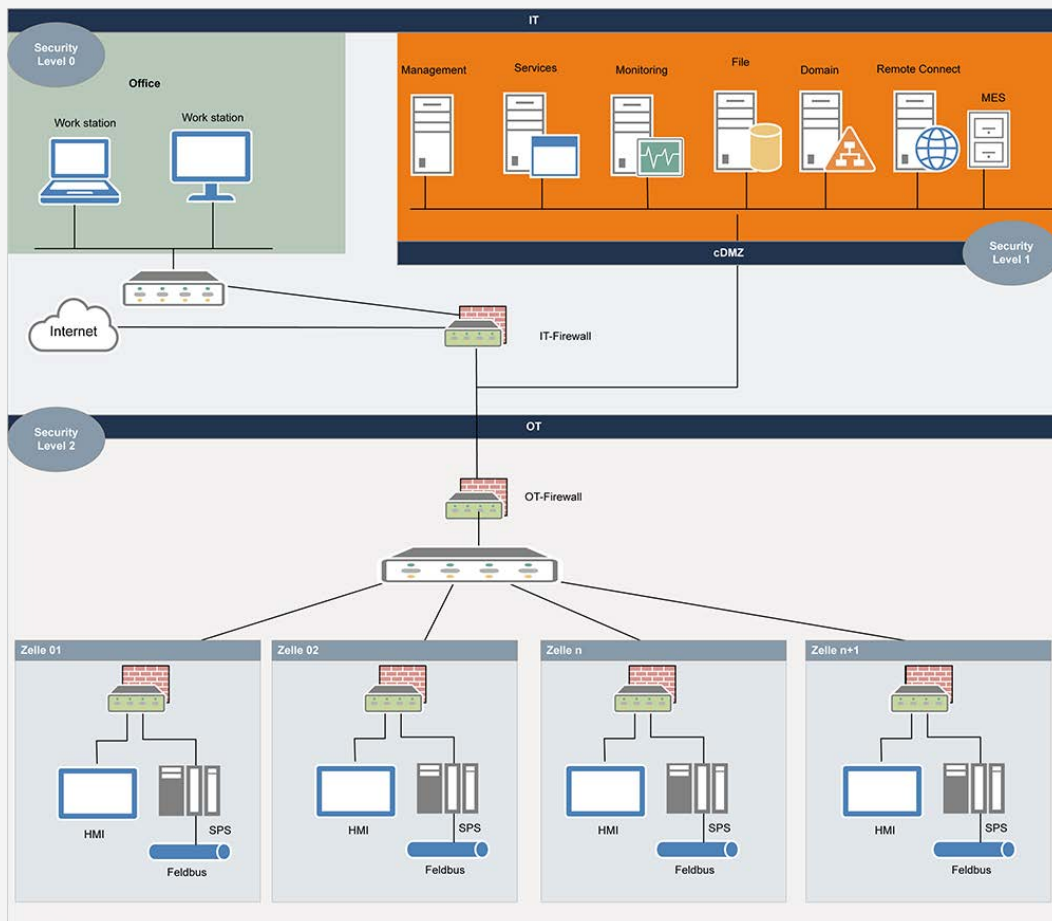 IT
Security
Level 0
Office
Work station
Work station
Management
Services
Monitoring
File
Domain
Remote Connect
MES
cDMZ
Security
Level 1
Internet
IT-Firewall
Security
Level 2
OT
OT-Firewall
Zelle 01
HMI
SPS
Feldbus
Zelle 02
HMI
SPS
Feldbus
Zelle n
HMI
SPS
Feldbus
Zelle n+1
HMI
SPS
Feldbus